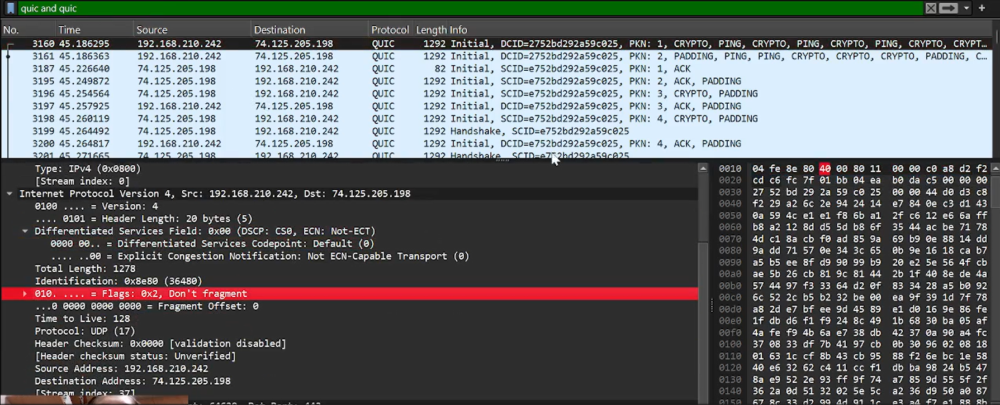 quic and quic
No. Time Source Destination Protocol Length Info
3160 45.186295 192.168.210.242 74.125.205.198 QUIC 1292 Initial, DCID=2752bd292a59c025, PKN: 1, CRYPTO, PING, CRYPTO, PING, CRYPTO, PING, CRYPTO, CRYPT…
3161 45.186363 192.168.210.242 74.125.205.198 QUIC 1292 Initial, DCID=2752bd292a59c025, PKN: 2, PADDING, PING, PING, CRYPTO, CRYPTO, CRYPTO, PADDING, C…
3187 45.226640 74.125.205.198 192.168.210.242 QUIC 82 Initial, SCID=e752bd292a59c025, PKN: 1, ACK
3195 45.249872 74.125.205.198 192.168.210.242 QUIC 1292 Initial, SCID=e752bd292a59c025, PKN: 2, ACK, PADDING
3196 45.254564 74.125.205.198 192.168.210.242 QUIC 1292 Initial, SCID=e752bd292a59c025, PKN: 3, CRYPTO, PADDING
3197 45.257925 192.168.210.242 74.125.205.198 QUIC 1292 Initial, DCID=e752bd292a59c025, PKN: 3, ACK, PADDING
3198 45.260119 74.125.205.198 192.168.210.242 QUIC 1292 Initial, SCID=e752bd292a59c025, PKN: 4, CRYPTO, PADDING
3199 45.264492 74.125.205.198 192.168.210.242 QUIC 1292 Handshake, SCID=e752bd292a59c025
3200 45.264817 192.168.210.242 74.125.205.198 QUIC 1292 Initial, DCID=e752bd292a59c025, PKN: 4, ACK, PADDING
3201 45.271665 74.125.205.198 192.168.210.242 QUIC 1292 Handshake, SCID=e752bd292a59c025
Type: IPv4 (0x0800)
[Stream index: 0]
Internet Protocol Version 4, Src: 192.168.210.242, Dst: 74.125.205.198
0100 .... = Version: 4
.... 0101 = Header Length: 20 bytes (5)
Differentiated Services Field: 0x00 (DSCP: CS0, ECN: Not-ECT)
0000 00.. = Differentiated Services Codepoint: Default (0)
.... ..00 = Explicit Congestion Notification: Not ECN-Capable Transport (0)
Total Length: 1278
Identification: 0x8e80 (36480)
010. .... = Flags: 0x2, Don't fragment
...0 0000 0000 0000 = Fragment Offset: 0
Time to Live: 128
Protocol: UDP (17)
Header Checksum: 0x0000 [validation disabled]
[Header checksum status: Unverified]
Source Address: 192.168.210.242
Destination Address: 74.125.205.198
[Stream index: 37]
0010 04 fe 8e 80 40 00 80 11 00 00 c0 a8 d2 f2
0020 cd c6 fc 7f 01 bb 04 ea b0 da c5 00 00 00
0030 27 52 bd 29 2a 59 c0 25 00 00 44 d0 d3 c8
0040 f2 29 a2 6c 2e 94 24 14 e7 84 0e c3 d1 43
0050 0a 59 4c e1 e1 f8 6b a1 2f c6 12 e6 6a ff
0060 b8 a2 12 8d d5 5d b8 6f 35 44 ac be 71 78
0070 4d c1 8a cb f0 ad 85 9a 69 b9 0e 88 14 dd
0080 9a dd 71 57 0e 34 3c 65 0b 9e 16 18 ca b7
0090 a5 b5 ee 8f d9 90 99 b9 20 e2 5e 56 4f cb
00a0 ae 5b 26 cb 81 9c 81 44 2b 1f 40 8e de 4a
00b0 57 44 97 f3 33 64 d2 0f 83 34 28 a5 b0 92
00c0 6c 52 2c b5 b2 32 be 00 ea 9f 39 1d 7f 78
00d0 a8 2d e7 bf ee 9d 45 89 e1 d0 16 9e 86 fe
00e0 1f db d6 f1 f9 24 8c 49 1b 68 30 ba 05 af
00f0 4a fe f9 4b 6a e7 38 db 42 37 0a 90 a4 fc
0100 37 08 33 df 7b 41 97 cb 0b 30 96 02 08 18
0110 01 63 1c cf 8b 43 cb 95 88 f2 6e bc 1e 58
0120 40 e6 32 62 c4 11 cc f1 db ba 98 24 b5 47
0130 8a e9 52 2e 93 ff 9f 74 a7 85 9d 55 5f 2f
0140 36 2a 0d 51 32 02 5e 5c a2 36 d9 50 a0 87